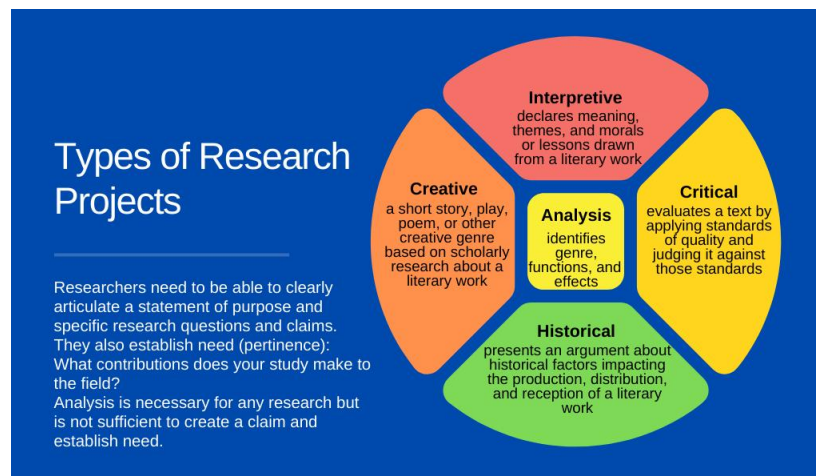 Types of Research
Projects
Researchers need to be able to clearly
articulate a statement of purpose and
specific research questions and claims.
They also establish need (pertinence):
What contributions does your study make to
the field?
Analysis is necessary for any research but
is not sufficient to create a claim and
establish need.
Interpretive
declares meaning,
themes, and morals
or lessons drawn
from a literary work
Creative
a short story, play,
poem, or other
creative genre
based on scholarly
research about a
literary work
Analysis
identifies
genre,
functions, and
effects
Critical
evaluates a text by
applying standards
of quality and
judging it against
those standards
Historical
presents an argument about
historical factors impacting
the production, distribution,
and reception of a literary
work